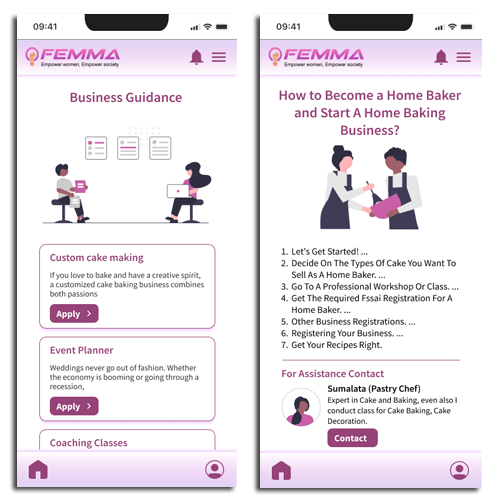 09:41
FEMMA
Empower women, Empower society
Business Guidance
Custom cake making
If you love to bake and have a creative spirit,
a customized cake baking business combines
both passions
Apply
Event Planner
Weddings never go out of fashion. Whether
the economy is booming or going through a
recession,
Apply
Coaching Classes
09:41
FEMMA
Empower women, Empower society
How to Become a Home Baker
and Start A Home Baking
Business?
1. Let's Get Started! ...
2. Decide On The Types Of Cake You Want To
Sell As A Home Baker. ...
3. Go To A Professional Workshop Or Class. ...
4. Get The Required Fssai Registration For A
Home Baker. ...
5. Other Business Registrations. ...
6. Registering Your Business. ...
7. Get Your Recipes Right.
For Assistance Contact
Sumalata (Pastry Chef)
Expert in Cake and Baking, even also I
conduct class for Cake Baking, Cake
Decoration.
Contact